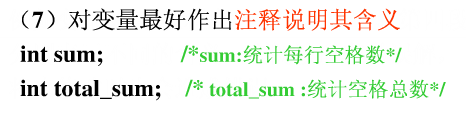 （7）对变量最好作出注释说明其含义
int sum; /*sum:统计每行空格数*/
int total_sum; /* total_sum :统计空格总数*/